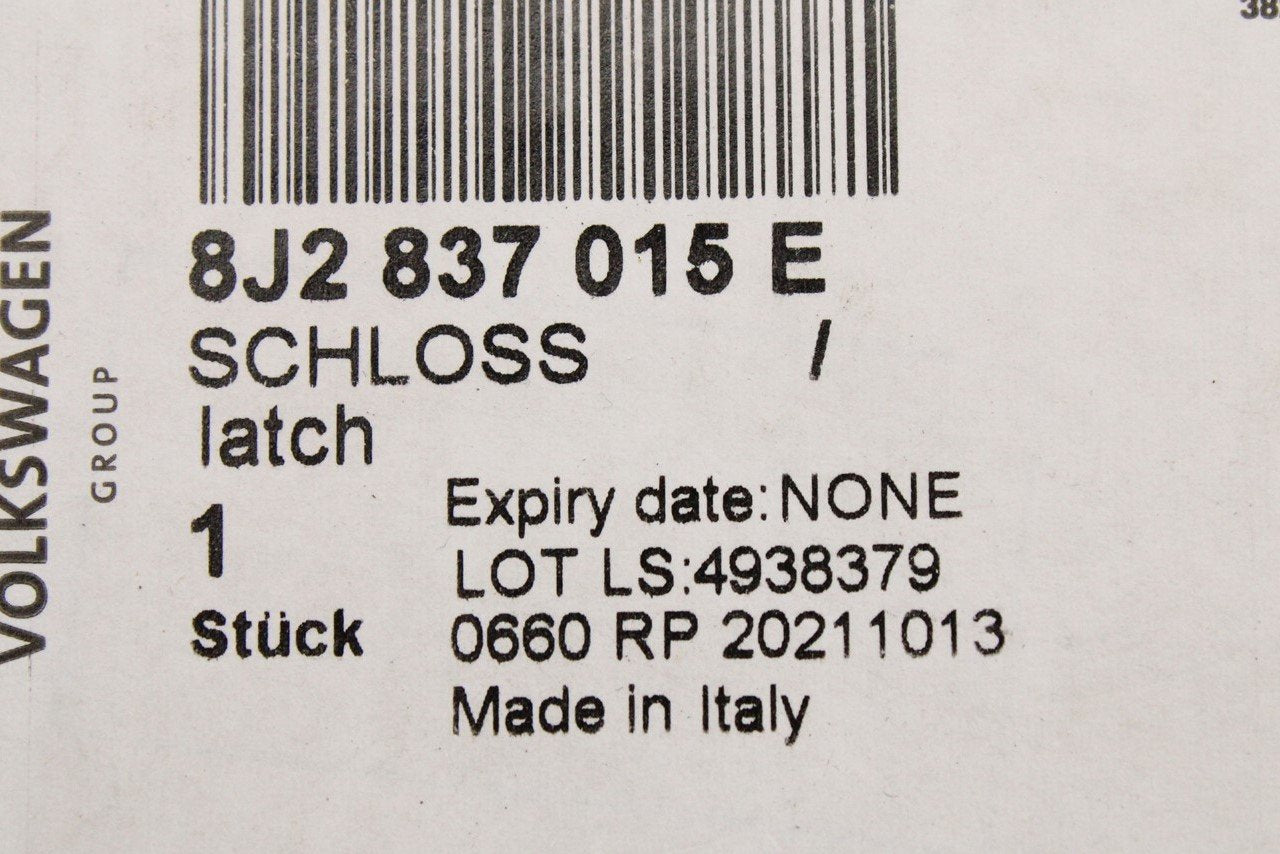 38
8J2 837 015 E
SCHLOSS /
latch
1
Stück
Expiry date: NONE
LOT LS:4938379
0660 RP 20211013
Made in Italy
VOLKSWAGEN
GROUP